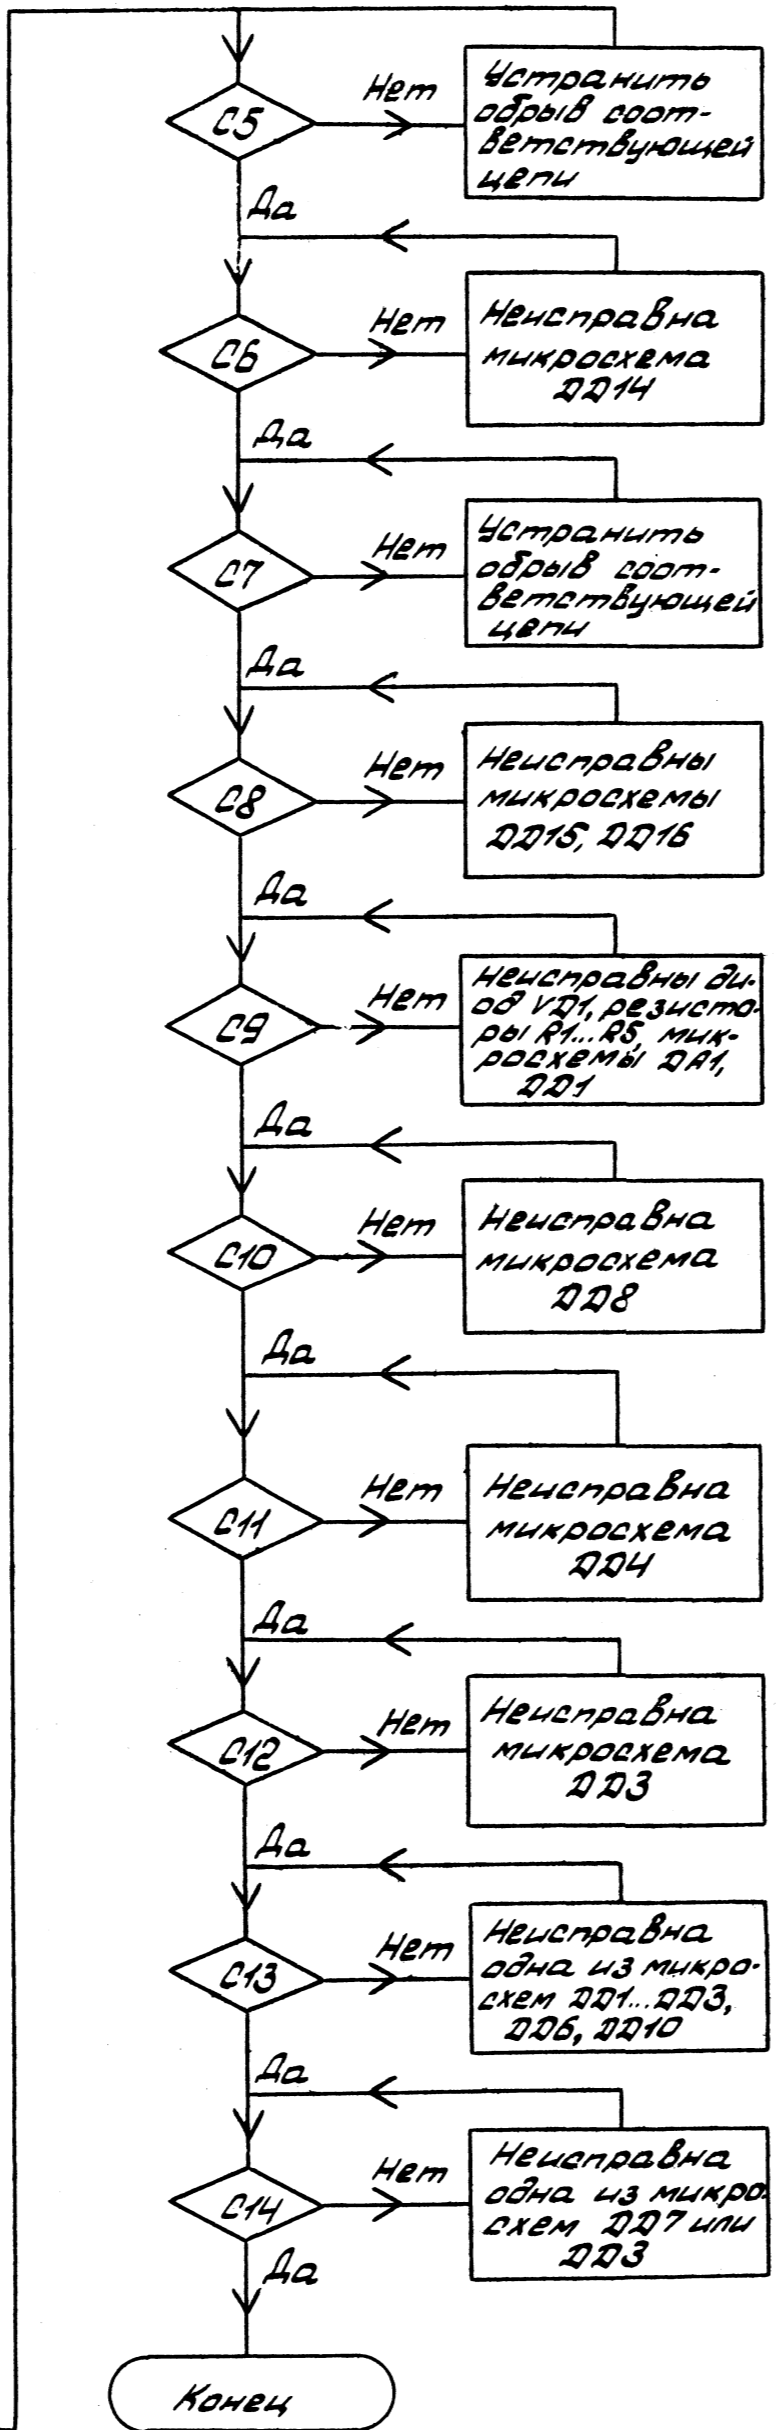 С5
Нет
Устранить
обрыв соот-
ветствующей
цепи
Да
С6
Нет
Неисправна
микросхема
DD14
Да
С7
Нет
Устранить
обрыв соот-
ветствующей
цепи
Да
С8
Нет
Неисправны
микросхемы
DD15, DD16
Да
С9
Нет
Неисправны ди-
од VD1, резисто-
ры R1...R5, мик-
росхемы DA1,
DD1
Да
С10
Нет
Неисправна
микросхема
DD8
Да
С11
Нет
Неисправна
микросхема
DD4
Да
С12
Нет
Неисправна
микросхема
DD3
Да
С13
Нет
Неисправна
одна из микро-
схем DD1...DD3,
DD6, DD10
Да
С14
Нет
Неисправна
одна из микро-
схем DD7 или
DD3
Да
Конец